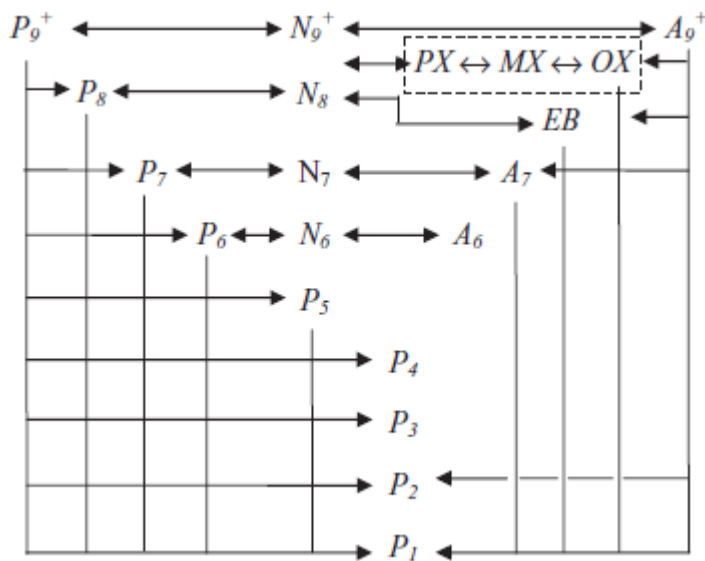 P₉⁺ N₉⁺ A₉⁺
PX ↔ MX ↔ OX
P₈ N₈
EB
P₇ N₇ A₇
P₆ N₆ A₆
P₅
P₄
P₃
P₂
P₁